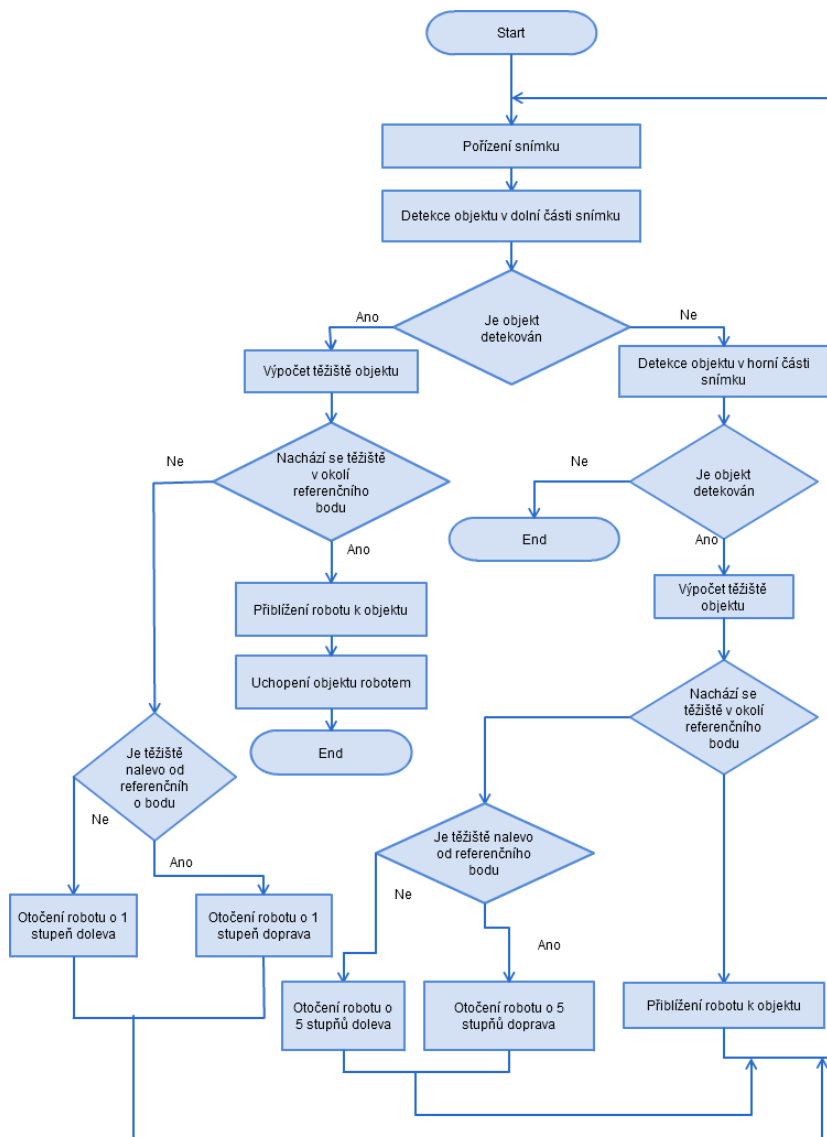 Start
Pořízení snímku
Detekce objektu v dolní části snímku
Je objekt
detekován
Ano
Ne
Výpočet těžiště objektu
Detekce objektu v horní části
snímku
Nachází se těžiště
v okolí
referenčního
bodu
Ne
Ano
Je objekt
detekován
Ne
Ano
End
Přiblížení robotu k objektu
Uchopení objektu robotem
End
Výpočet těžiště
objektu
Nachází se
těžiště v okolí
referenčního
bodu
Je těžiště
nalevo od
referenčníh
o bodu
Ne
Ano
Otočení robotu o 1
stupeň doleva
Otočení robotu o 1
stupeň doprava
Je těžiště nalevo
od referenčního
bodu
Ne
Ano
Otočení robotu o
5 stupňů doleva
Otočení robotu o 5
stupňů doprava
Přiblížení robotu k objektu